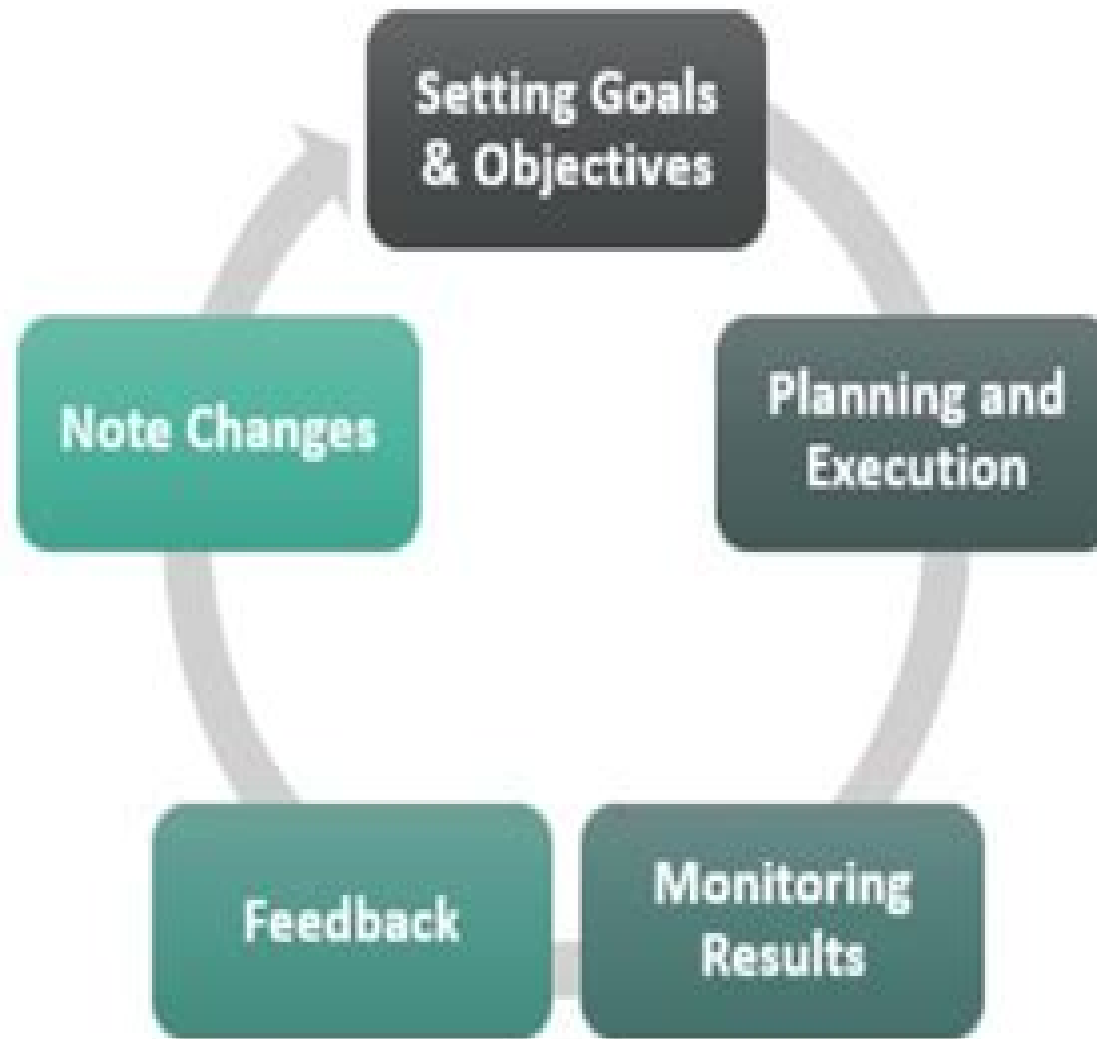 Setting Goals
& Objectives
Planning and
Execution
Monitoring
Results
Feedback
Note Changes